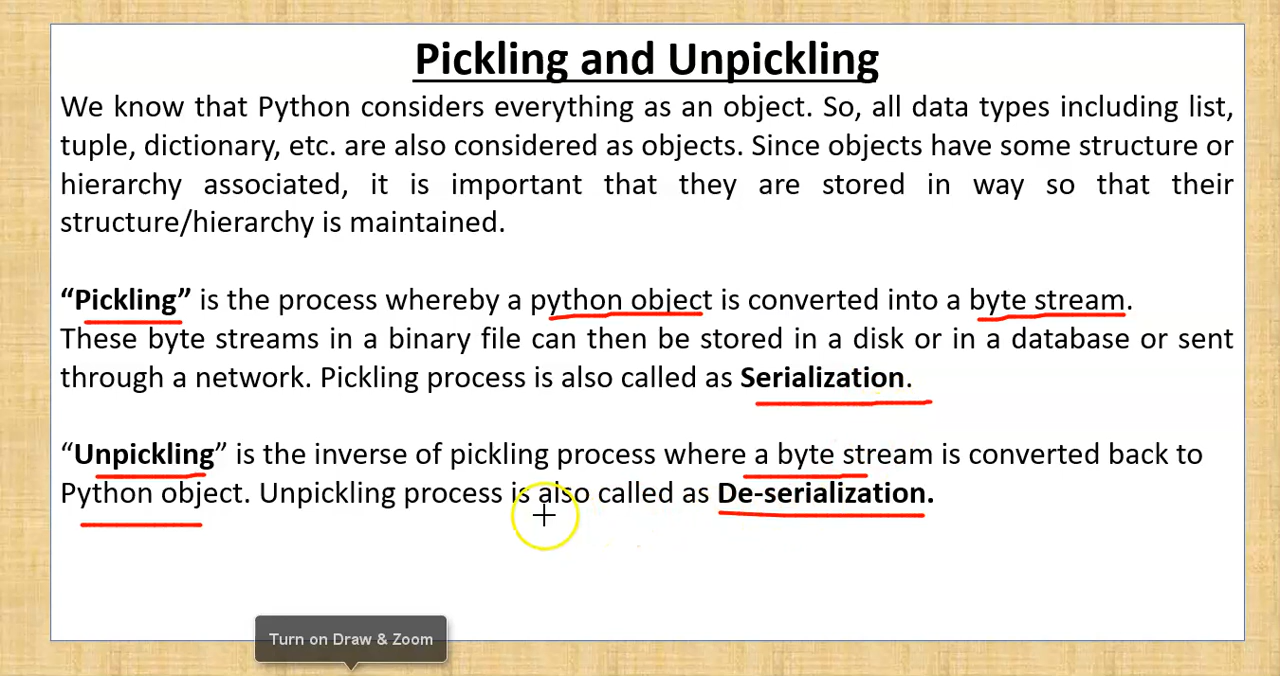 Pickling and Unpickling
We know that Python considers everything as an object. So, all data types including list,
tuple, dictionary, etc. are also considered as objects. Since objects have some structure or
hierarchy associated, it is important that they are stored in way so that their
structure/hierarchy is maintained.
“Pickling” is the process whereby a python object is converted into a byte stream.
These byte streams in a binary file can then be stored in a disk or in a database or sent
through a network. Pickling process is also called as Serialization.
“Unpickling” is the inverse of pickling process where a byte stream is converted back to
Python object. Unpickling process is also called as De-serialization.
Turn on Draw & Zoom